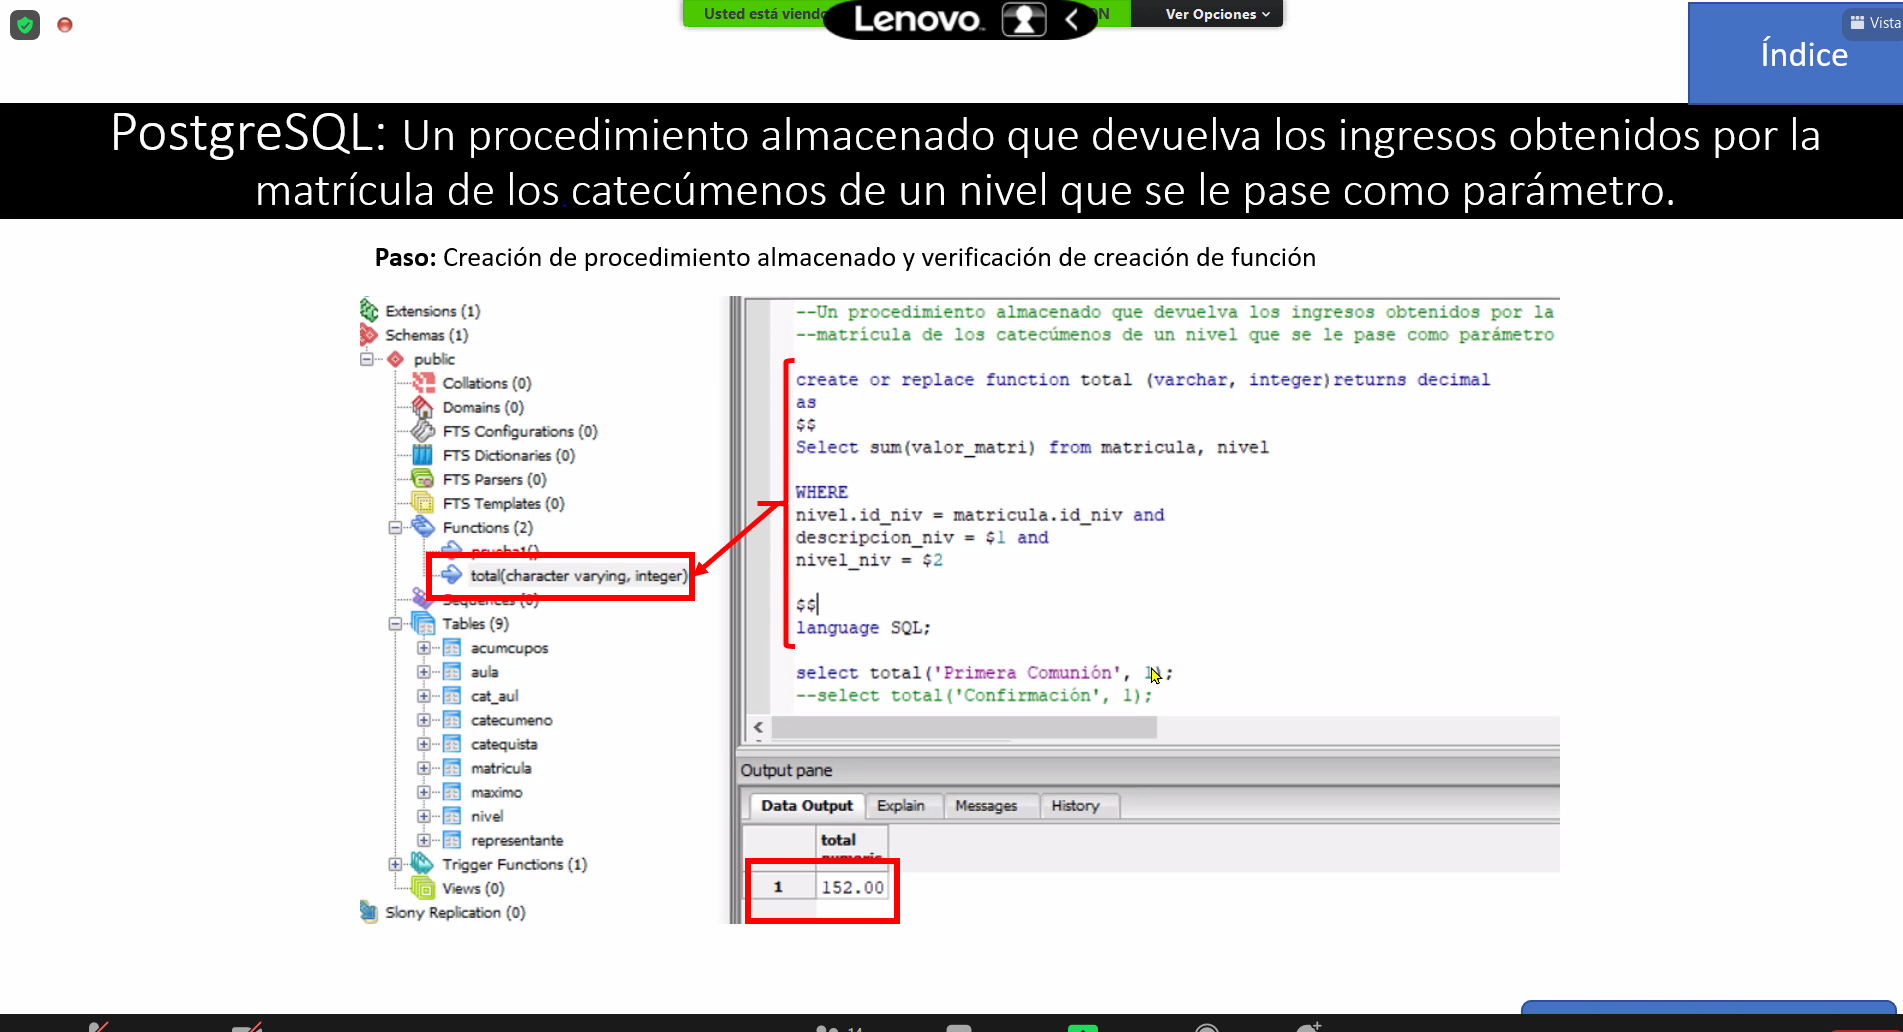 Usted está viendo
Lenovo
ON
Ver Opciones
Vista
Índice
PostgreSQL: Un procedimiento almacenado que devuelva los ingresos obtenidos por la
matrícula de los catecúmenos de un nivel que se le pase como parámetro.
Paso: Creación de procedimiento almacenado y verificación de creación de función
Extensions (1)
Schemas (1)
public
Collations (0)
Domains (0)
FTS Configurations (0)
FTS Dictionaries (0)
FTS Parsers (0)
FTS Templates (0)
Functions (2)
prueba1()
total(character varying, integer)
Sequences (0)
Tables (9)
acumcupos
aula
cat_aul
catecumeno
catequista
matricula
maximo
nivel
representante
Trigger Functions (1)
Views (0)
Slony Replication (0)
--Un procedimiento almacenado que devuelva los ingresos obtenidos por la
--matrícula de los catecúmenos de un nivel que se le pase como parámetro
create or replace function total (varchar, integer)returns decimal
as
$$
Select sum(valor_matri) from matricula, nivel
WHERE
nivel.id_niv = matricula.id_niv and
descripcion_niv = $1 and
nivel_niv = $2
$$
language SQL;
select total('Primera Comunión', 1);
--select total('Confirmación', 1);
Output pane
Data Output
Explain
Messages
History
total
numeric
1
152.00
14